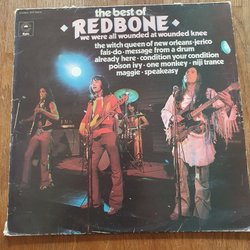 the best of
REDBONE
we were all wounded at wounded knee
the witch queen of new orleans·jerico
fais-do·message from a drum
already here·condition your condition
poison ivy·one monkey·niji trance
maggie·speakeasy
Epic